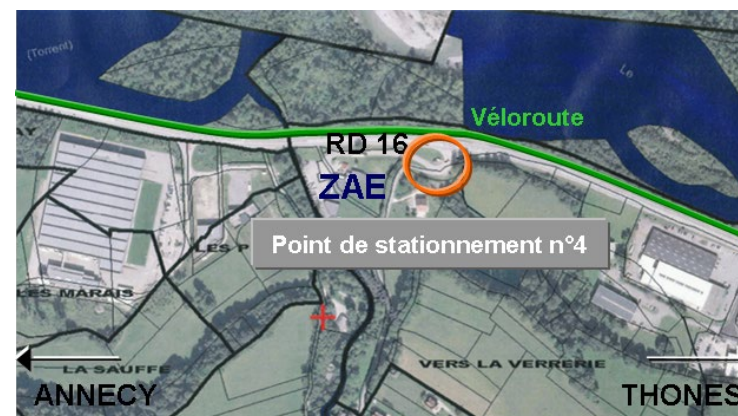 (Torrent)
Le
Véloroute
RD 16
ZAE
LES P
Point de stationnement n°4
LES MARAIS
LA SAUFFE
VERS LA VERRERIE
ANNECY
THONES